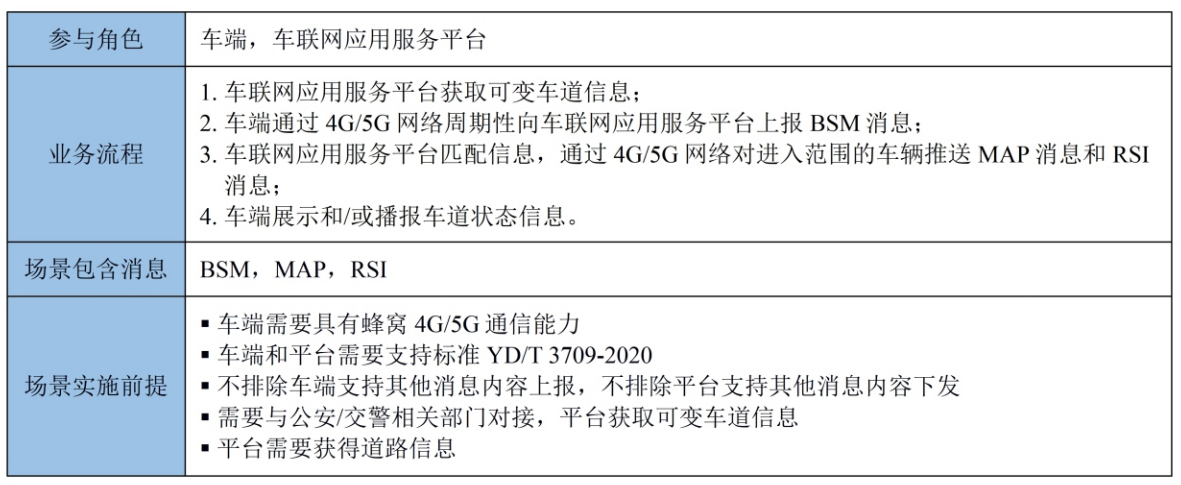 参与角色
车端，车联网应用服务平台
业务流程
1. 车联网应用服务平台获取可变车道信息；
2. 车端通过 4G/5G 网络周期性向车联网应用服务平台上报 BSM 消息；
3. 车联网应用服务平台匹配信息，通过 4G/5G 网络对进入范围的车辆推送 MAP 消息和 RSI
消息；
4. 车端展示和/或播报车道状态信息。
场景包含消息
BSM，MAP，RSI
场景实施前提
▪ 车端需要具有蜂窝 4G/5G 通信能力
▪ 车端和平台需要支持标准 YD/T 3709-2020
▪ 不排除车端支持其他消息内容上报，不排除平台支持其他消息内容下发
▪ 需要与公安/交警相关部门对接，平台获取可变车道信息
▪ 平台需要获得道路信息